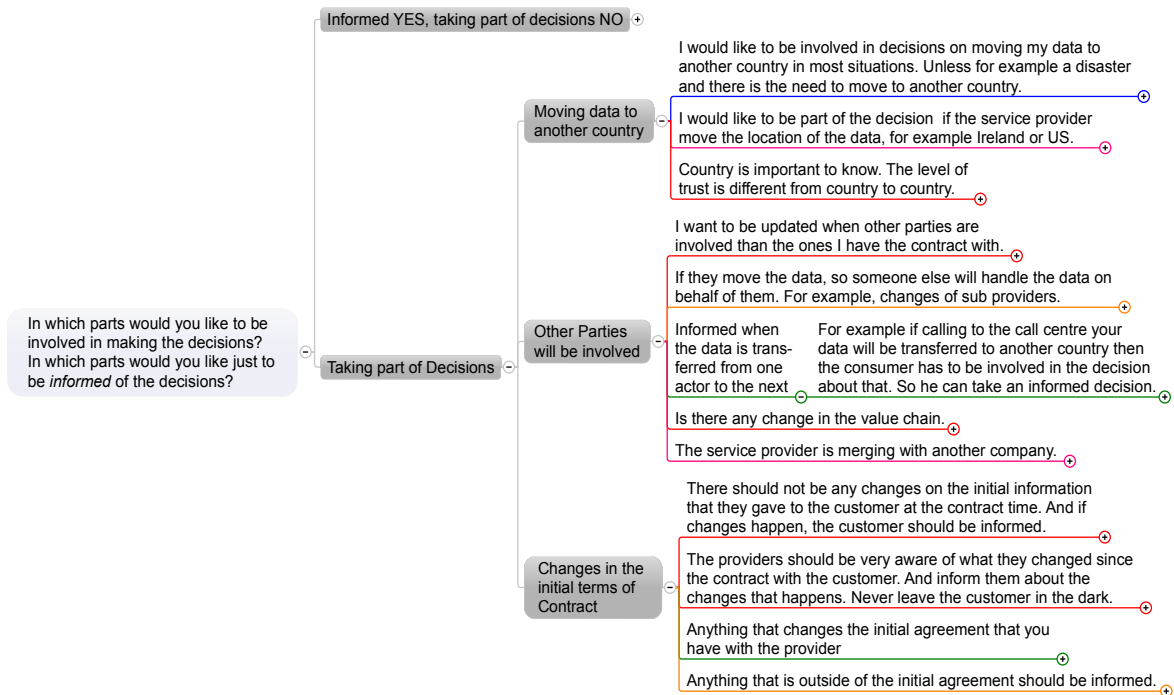 In which parts would you like to be
involved in making the decisions?
In which parts would you like just to
be informed of the decisions?
Informed YES, taking part of decisions NO
Taking part of Decisions
Moving data to
another country
I would like to be involved in decisions on moving my data to
another country in most situations. Unless for example a disaster
and there is the need to move to another country.
I would like to be part of the decision  if the service provider
move the location of the data, for example Ireland or US.
Country is important to know. The level of
trust is different from country to country.
Other Parties
will be involved
I want to be updated when other parties are
involved than the ones I have the contract with.
If they move the data, so someone else will handle the data on
behalf of them. For example, changes of sub providers.
Informed when
the data is trans-
ferred from one
actor to the next
For example if calling to the call centre your
data will be transferred to another country then
the consumer has to be involved in the decision
about that. So he can take an informed decision.
Is there any change in the value chain.
The service provider is merging with another company.
Changes in the
initial terms of
Contract
There should not be any changes on the initial information
that they gave to the customer at the contract time. And if
changes happen, the customer should be informed.
The providers should be very aware of what they changed since
the contract with the customer. And inform them about the
changes that happens. Never leave the customer in the dark.
Anything that changes the initial agreement that you
have with the provider
Anything that is outside of the initial agreement should be informed.